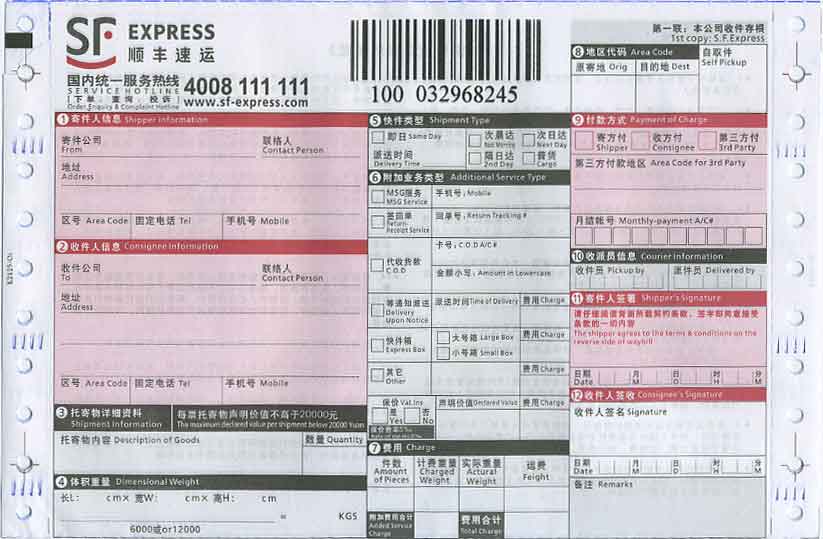 SF EXPRESS
顺丰速运
国内统一服务热线
SERVICE HOTLINE
4008 111 111
[下单、查询、投诉]
Order,Enquiry & Complaint Hotline
www.sf-express.com
100 032968245
第一联：本公司收件存根
1st copy: S.F.Express
8 地区代码 Area Code
自取件
Self Pickup
原寄地 Orig
目的地 Dest
1 寄件人信息 Shipper Information
寄件公司
From
联络人
Contact Person
地址
Address
区号 Area Code
固定电话 Tel
手机号 Mobile
2 收件人信息 Consignee Information
收件公司
To
联络人
Contact Person
地址
Address
区号 Area Code
固定电话 Tel
手机号 Mobile
3 托寄物详细资料
Shipment Information
每票托寄物声明价值不高于20000元
The maximum declared value per shipment below 20000 Yuan
托寄物内容 Description of Goods
数量 Quantity
4 体积重量 Dimensional Weight
长L: cm× 宽W: cm× 高H: cm
= KGS
6000或or12000
5 快件类型 Shipment Type
即日 Same Day
次晨达
Next Morning
次日达
Next Day
派送时间
Delivery Time
隔日达
2nd Day
普货
Cargo
6 附加业务类型 Additional Service Type
MSG服务
MSG Service
手机号: Mobile
签回单
Return
Receipt Service
回单号: Return Tracking #
代收货款
C.O.D
卡号: C.O.D A/C#
金额小写: Amount in Lowercase
等通知派送
Delivery
Upon Notice
派送时间 Time of Delivery
费用 Charge
快件箱
Express Box
大号箱 Large Box
小号箱 Small Box
费用 Charge
其它
Other
费用 Charge
保价 Val.Ins
是
Yes
否
No
声明价值 Declared Value
费用 Charge
7 费用 Charge
件数
Amount
of Pieces
计费重量
Charged
Weight
实际重量
Actural
Weight
运费
Feight
附加费用合计
Added Service
Charge
费用合计
Total Charge
9 付款方式 Payment of Charge
寄方付
Shipper
收方付
Consignee
第三方付
3rd Party
第三方付款地区 Area Code for 3rd Party
月结帐号 Monthly-payment A/C#
10 收派员信息 Courier Information
收件员 Pickup by
派件员 Delivered by
11 寄件人签署 Shipper's Signature
请仔细阅读背面所载契约条款，签字即同意接受
条款的一切内容
The shipper agrees to the terms & conditions on the
reverse side of waybill
日期 月 日 时 分
Date M D H M
12 收件人签收 Consignee's Signature
收件人签名 Signature
日期 月 日 时 分
Date M D H M
备注 Remarks